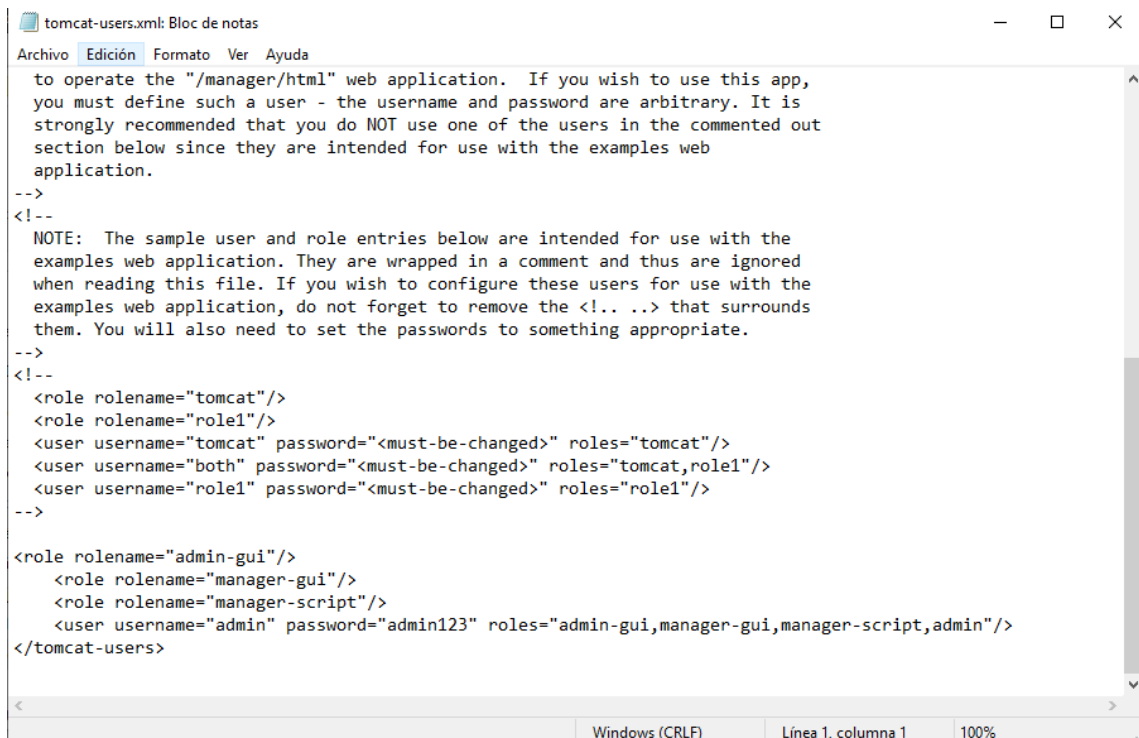 tomcat-users.xml: Bloc de notas
Archivo Edición Formato Ver Ayuda
to operate the "/manager/html" web application.  If you wish to use this app,
you must define such a user - the username and password are arbitrary. It is
strongly recommended that you do NOT use one of the users in the commented out
section below since they are intended for use with the examples web
application.
-->
<!--
NOTE:  The sample user and role entries below are intended for use with the
examples web application. They are wrapped in a comment and thus are ignored
when reading this file. If you wish to configure these users for use with the
examples web application, do not forget to remove the <!.. ..> that surrounds
them. You will also need to set the passwords to something appropriate.
-->
<!--
<role rolename="tomcat"/>
<role rolename="role1"/>
<user username="tomcat" password="<must-be-changed>" roles="tomcat"/>
<user username="both" password="<must-be-changed>" roles="tomcat,role1"/>
<user username="role1" password="<must-be-changed>" roles="role1"/>
-->
<role rolename="admin-gui"/>
<role rolename="manager-gui"/>
<role rolename="manager-script"/>
<user username="admin" password="admin123" roles="admin-gui,manager-gui,manager-script,admin"/>
</tomcat-users>
Windows (CRLF) Línea 1, columna 1 100%